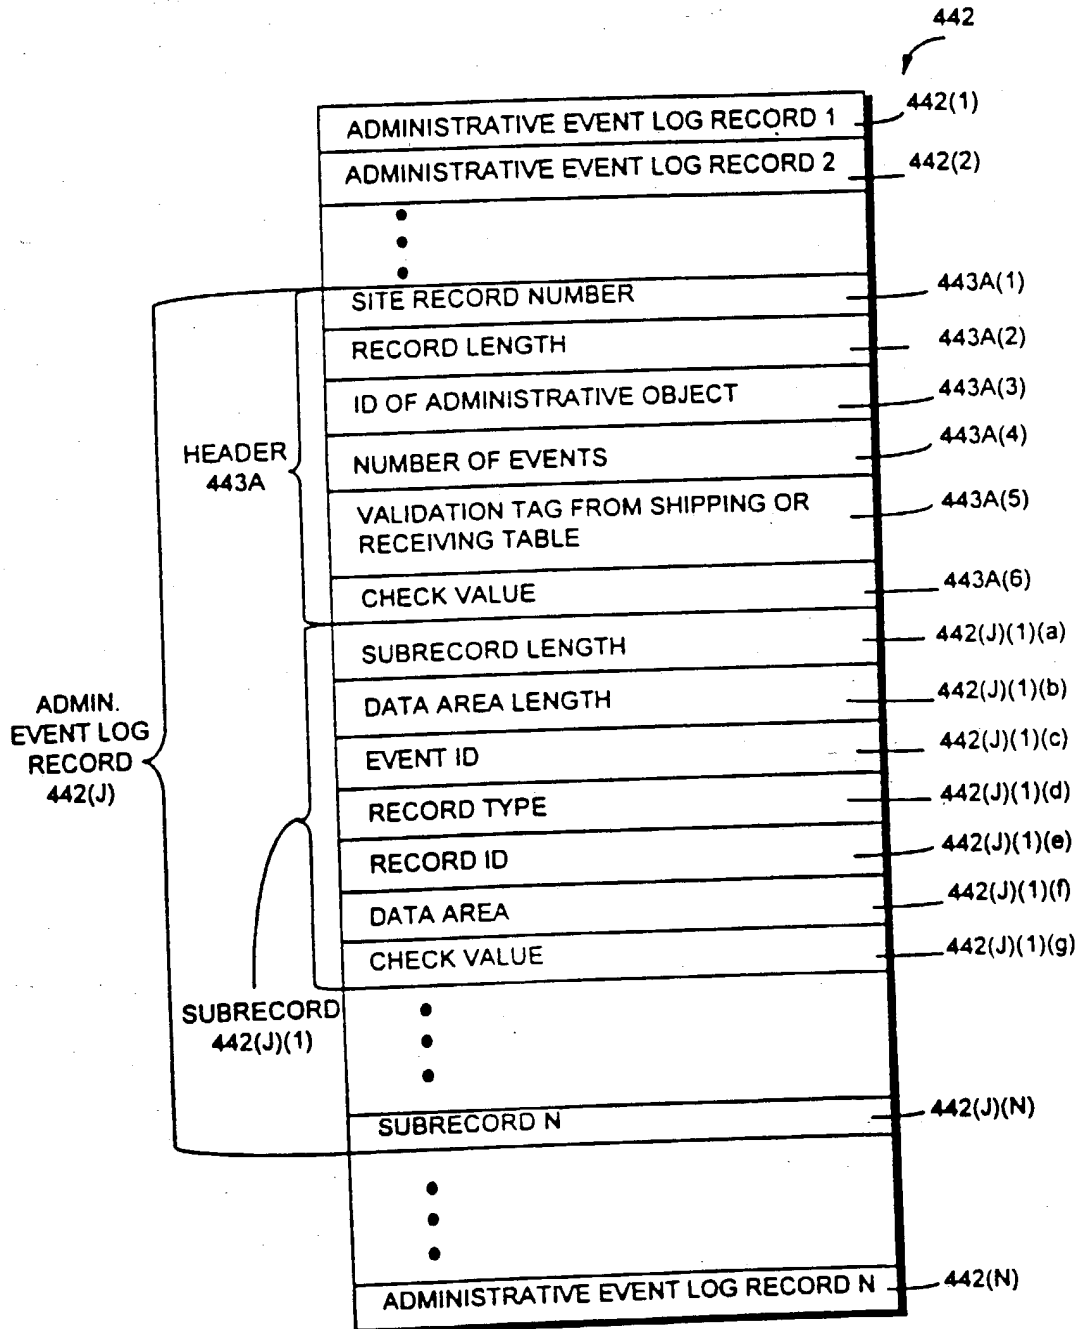 442
ADMINISTRATIVE EVENT LOG RECORD 1
442(1)
ADMINISTRATIVE EVENT LOG RECORD 2
442(2)
SITE RECORD NUMBER
443A(1)
RECORD LENGTH
443A(2)
ID OF ADMINISTRATIVE OBJECT
443A(3)
HEADER
443A
NUMBER OF EVENTS
443A(4)
VALIDATION TAG FROM SHIPPING OR
RECEIVING TABLE
443A(5)
CHECK VALUE
443A(6)
SUBRECORD LENGTH
442(J)(1)(a)
DATA AREA LENGTH
442(J)(1)(b)
ADMIN.
EVENT LOG
RECORD
442(J)
EVENT ID
442(J)(1)(c)
RECORD TYPE
442(J)(1)(d)
RECORD ID
442(J)(1)(e)
DATA AREA
442(J)(1)(f)
CHECK VALUE
442(J)(1)(g)
SUBRECORD
442(J)(1)
SUBRECORD N
442(J)(N)
ADMINISTRATIVE EVENT LOG RECORD N
442(N)